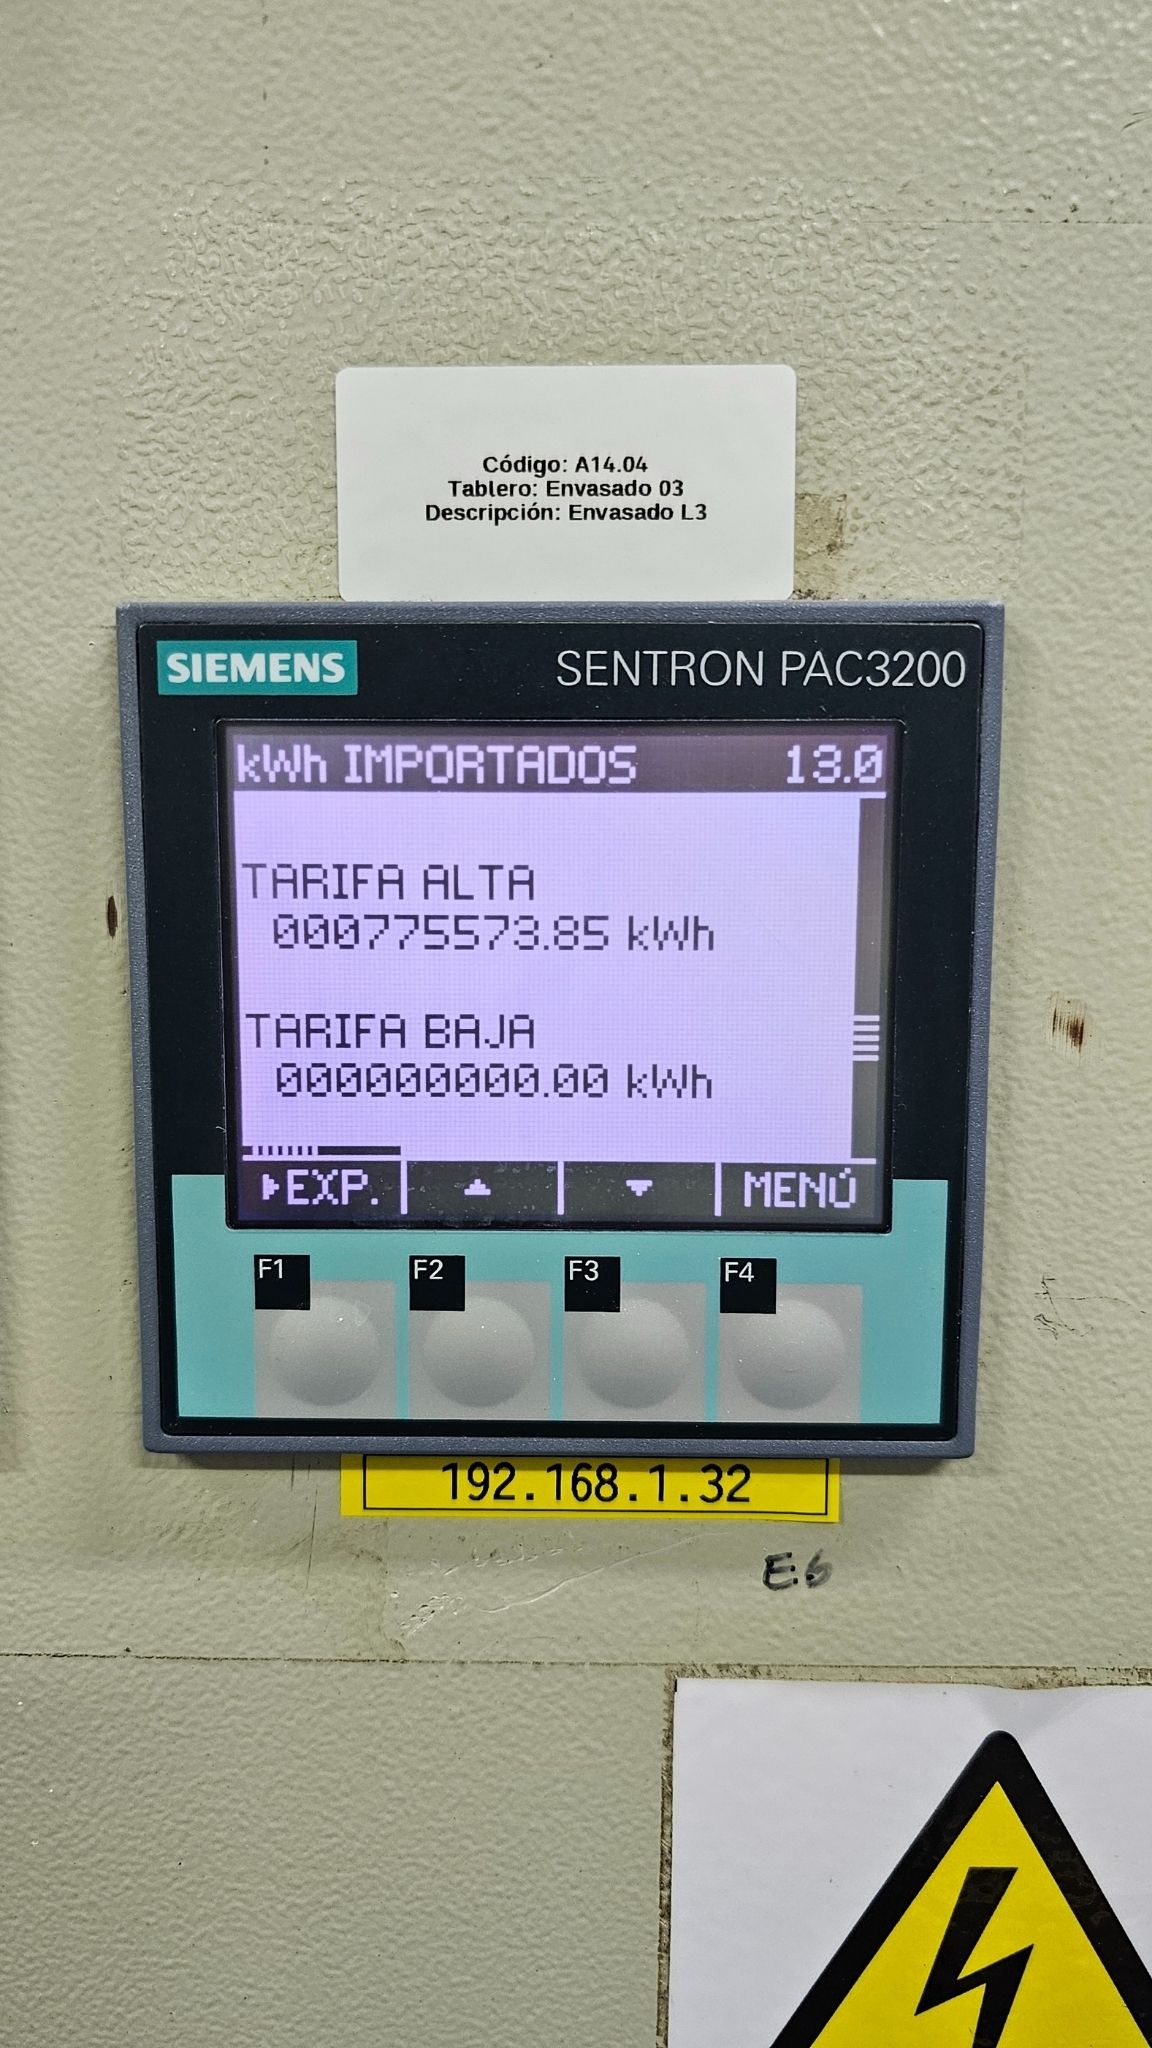 Código: A14.04
Tablero: Envasado 03
Descripción: Envasado L3
SIEMENS
SENTRON PAC3200
kWh IMPORTADOS 13.0
TARIFA ALTA
000775573.85 kWh
TARIFA BAJA
000000000.00 kWh
▸EXP. ▲ ▼ MENÚ
F1 F2 F3 F4
192.168.1.32
E6